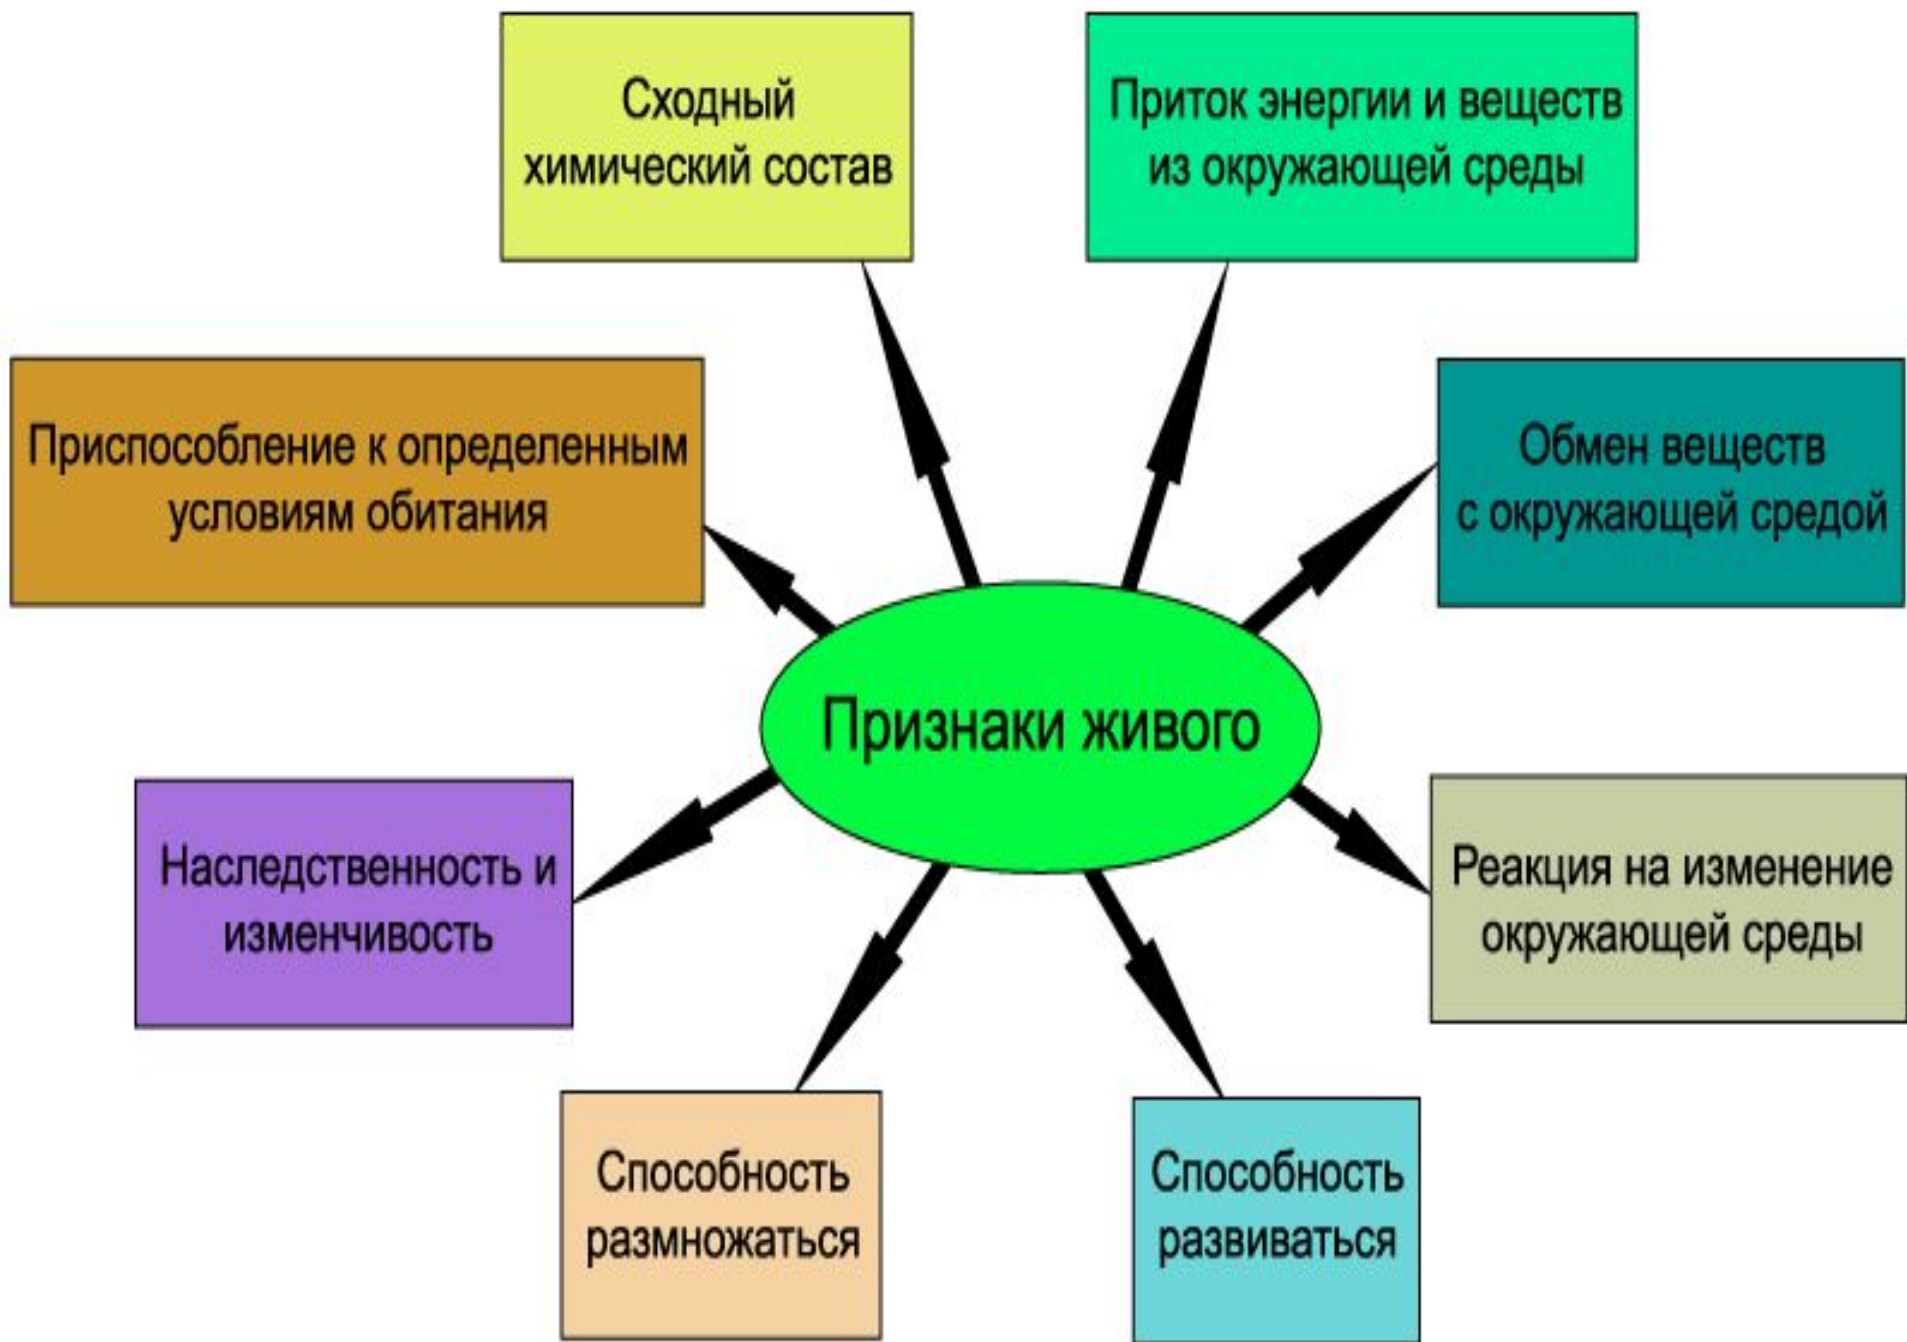 Сходный
химический состав
Приток энергии и веществ
из окружающей среды
Приспособление к определенным
условиям обитания
Обмен веществ
с окружающей средой
Признаки живого
Наследственность и
изменчивость
Реакция на изменение
окружающей среды
Способность
размножаться
Способность
развиваться